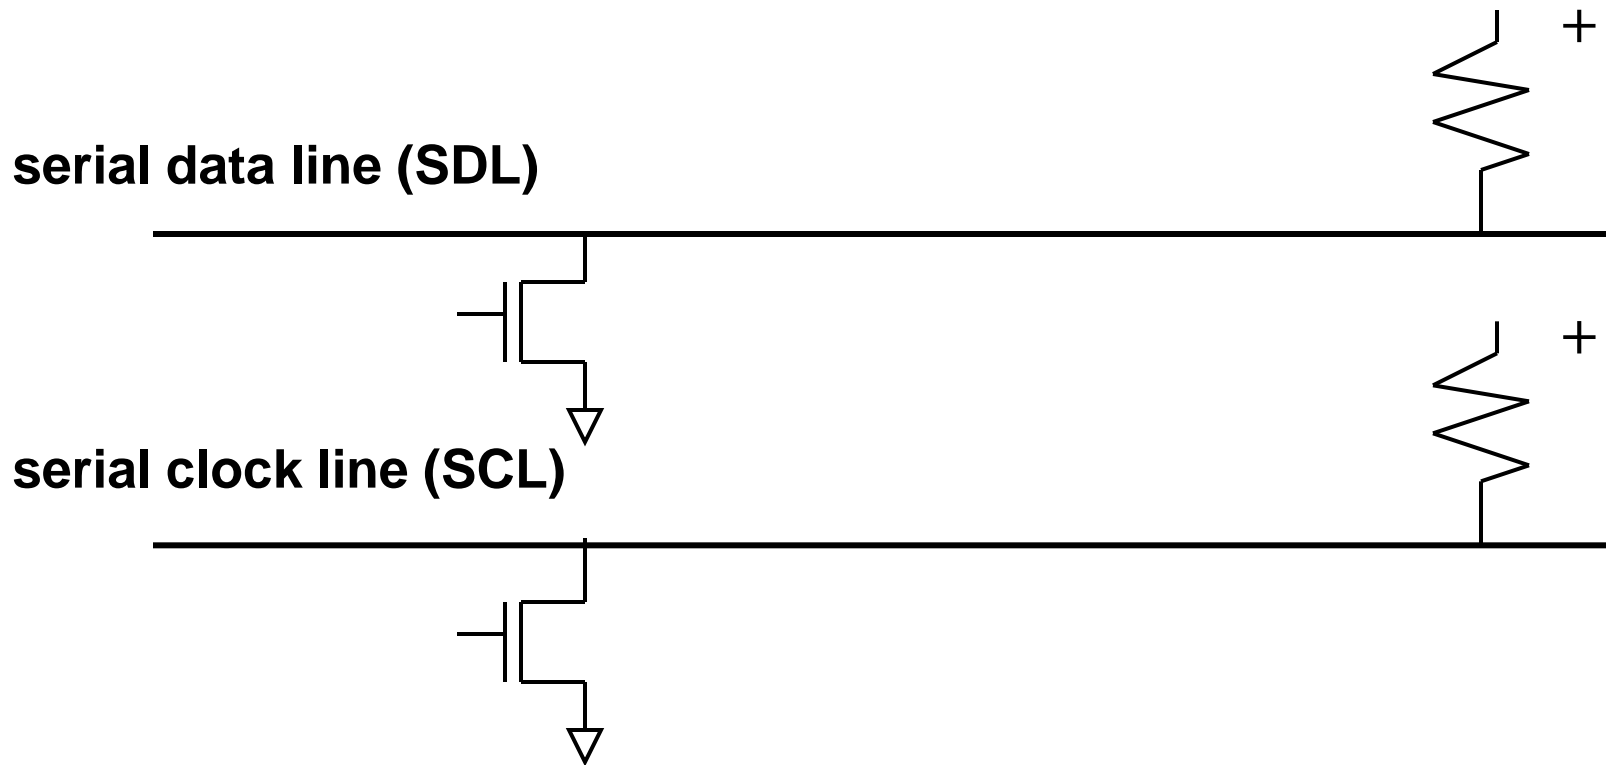 +
serial data line (SDL)
+
serial clock line (SCL)